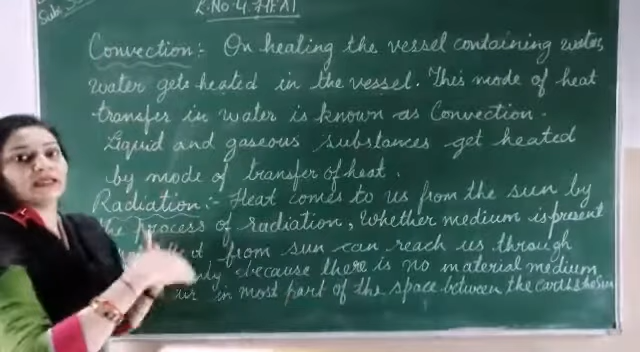 Sub:
L.No.4. HEAT
Convection:- On heating the vessel containing water,
water gets heated in the vessel. This mode of heat
transfer in water is known as Convection.
Liquid and gaseous substances get heated
by mode of transfer of heat.
Radiation:- Heat comes to us from the sun by
the process of radiation, Whether medium is present
from sun can reach us through
only because there is no material medium
air in most part of the space between the earth & the Sun